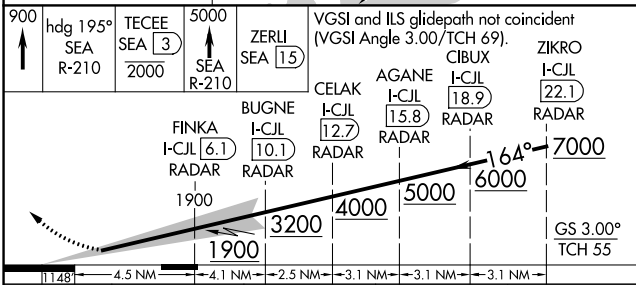 900
hdg 195°
SEA
R-210
TECEE
SEA 3
2000
5000
SEA
R-210
ZERLI
SEA 15
VGSI and ILS glidepath not coincident
(VGSI Angle 3.00/TCH 69).
ZIKRO
I-CJL
22.1
RADAR
CIBUX
I-CJL
18.9
RADAR
AGANE
I-CJL
15.8
RADAR
CELAK
I-CJL
12.7
RADAR
BUGNE
I-CJL
10.1
RADAR
FINKA
I-CJL 6.1
RADAR
1900
164°
7000
6000
5000
4000
3200
1900
GS 3.00°
TCH 55
1148'
4.5 NM
4.1 NM
2.5 NM
3.1 NM
3.1 NM
3.1 NM